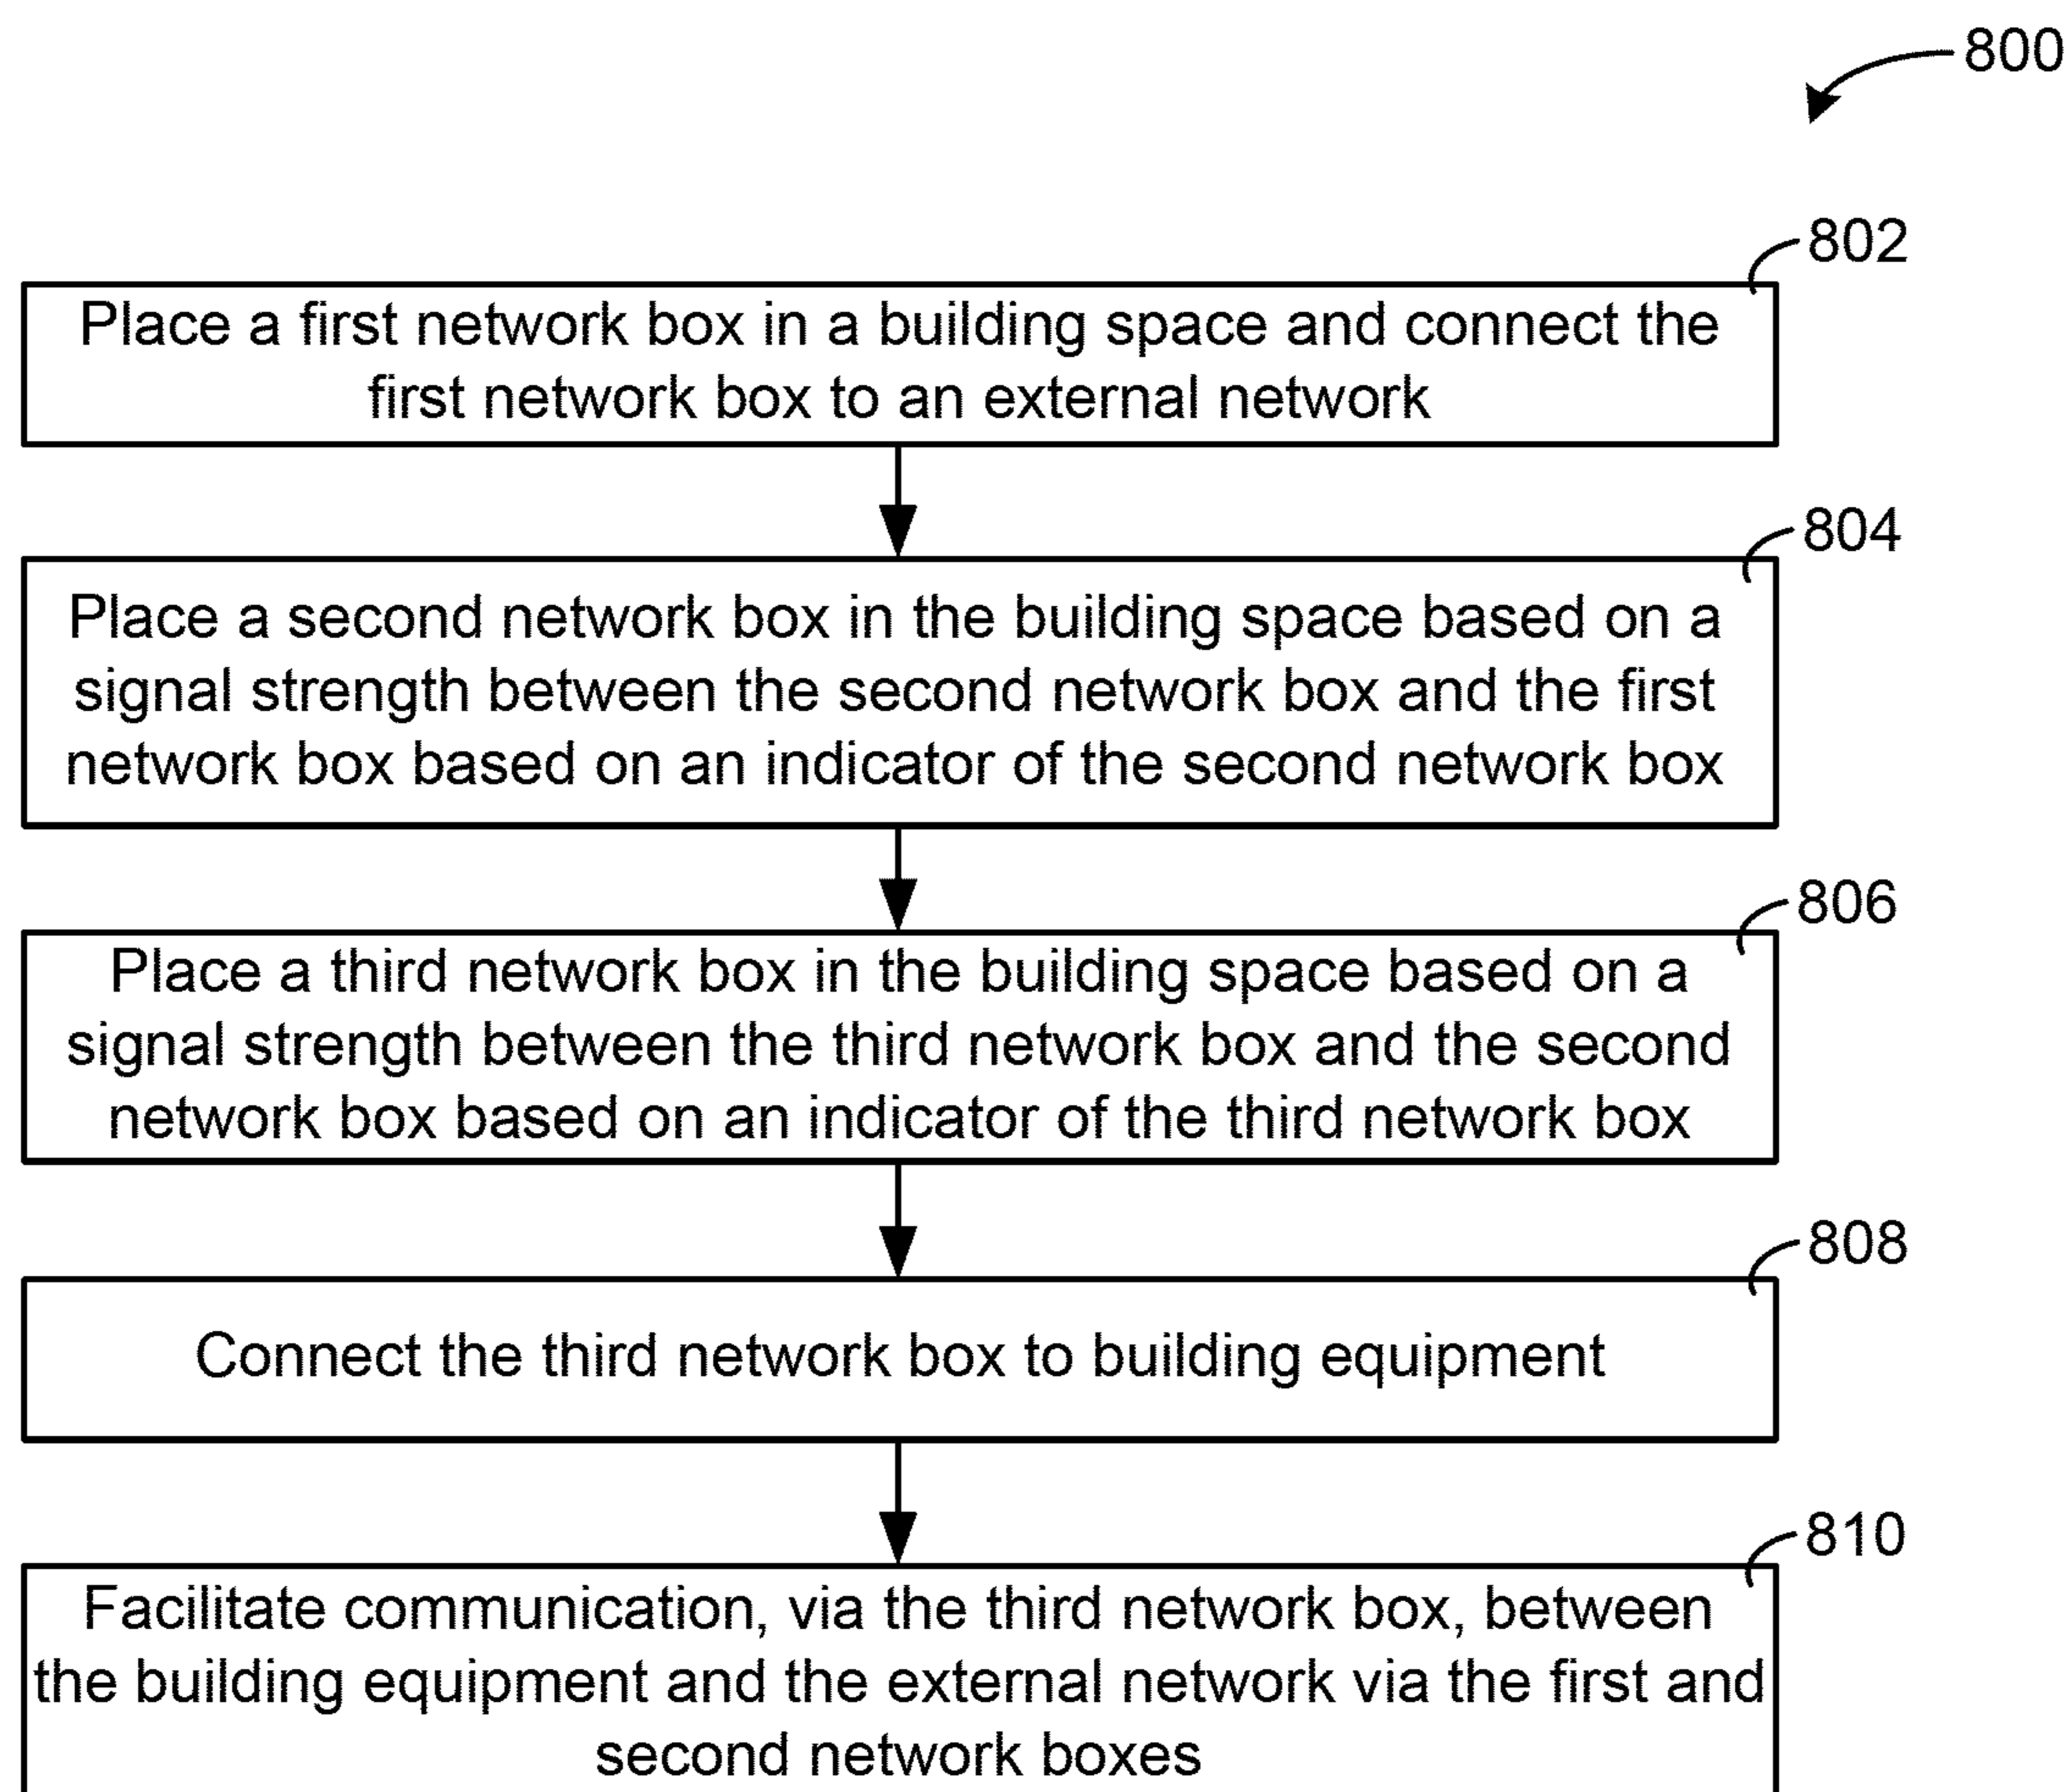 800
802
Place a first network box in a building space and connect the
first network box to an external network
804
Place a second network box in the building space based on a
signal strength between the second network box and the first
network box based on an indicator of the second network box
806
Place a third network box in the building space based on a
signal strength between the third network box and the second
network box based on an indicator of the third network box
808
Connect the third network box to building equipment
810
Facilitate communication, via the third network box, between
the building equipment and the external network via the first and
second network boxes